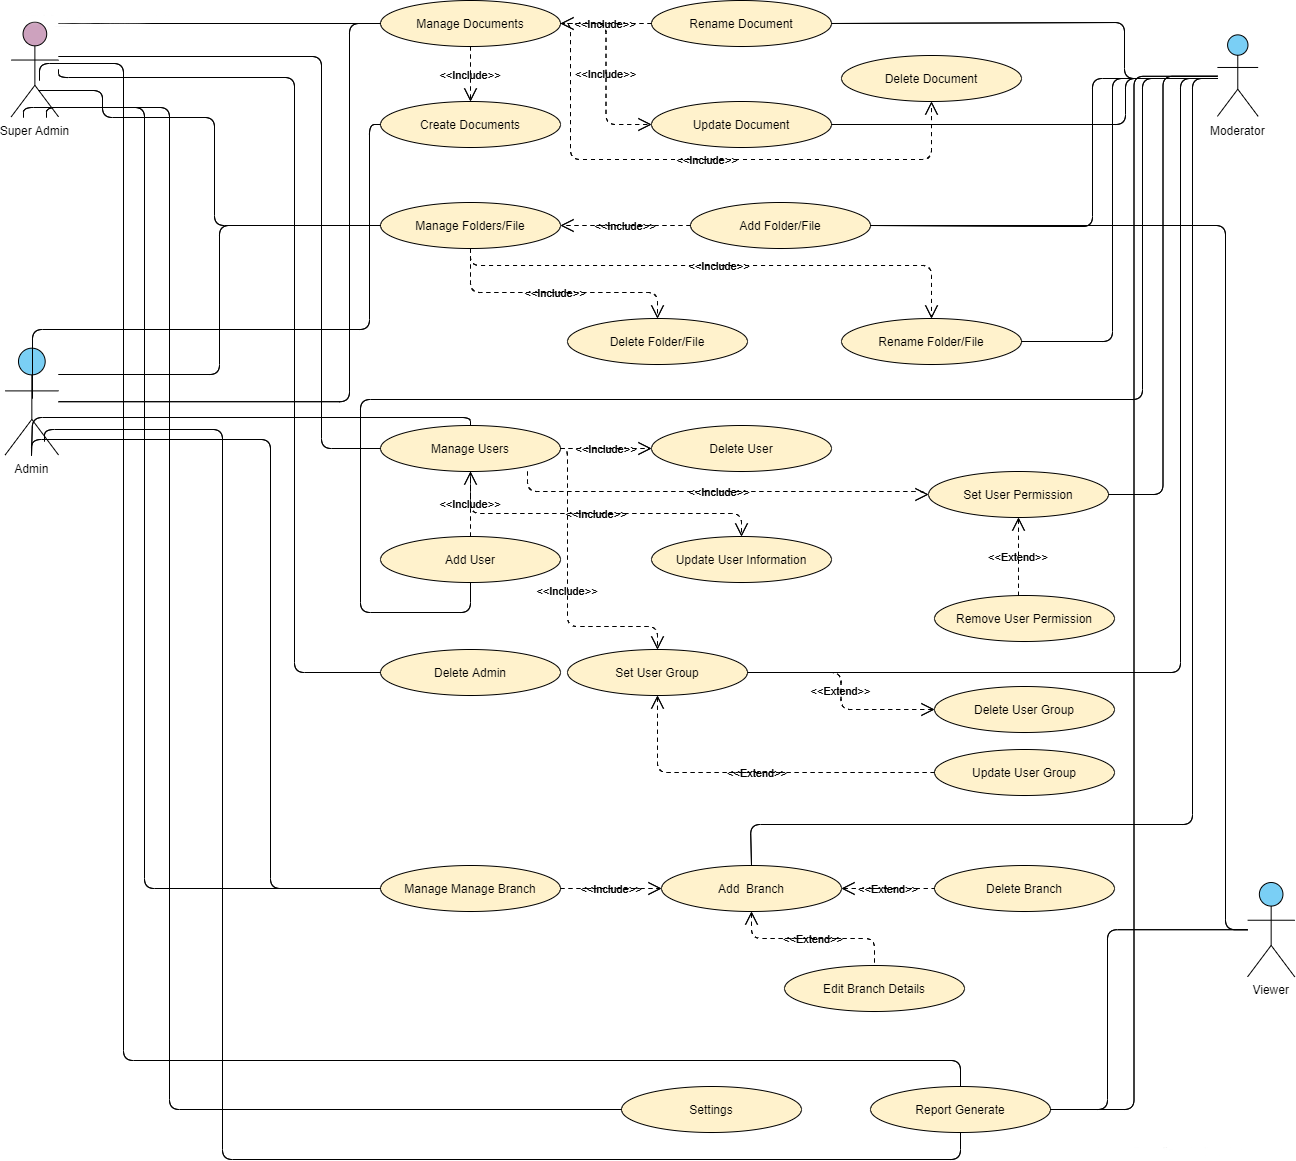 Manage Documents
<<Include>>
Rename Document
Super Admin
Moderator
<<Include>>
<<Include>>
Delete Document
Create Documents
Update Document
<<Include>>
Manage Folders/File
<<Include>>
Add Folder/File
<<Include>>
<<Include>>
Delete Folder/File
Rename Folder/File
Admin
Manage Users
<<Include>>
Delete User
<<Include>>
Set User Permission
<<Include>>
<<Include>>
Add User
Update User Information
<<Extend>>
<<Include>>
Remove User Permission
Delete Admin
Set User Group
<<Extend>>
Delete User Group
<<Extend>>
Update User Group
Manage Manage Branch
<<Include>>
Add  Branch
<<Extend>>
Delete Branch
<<Extend>>
Edit Branch Details
Viewer
Settings
Report Generate